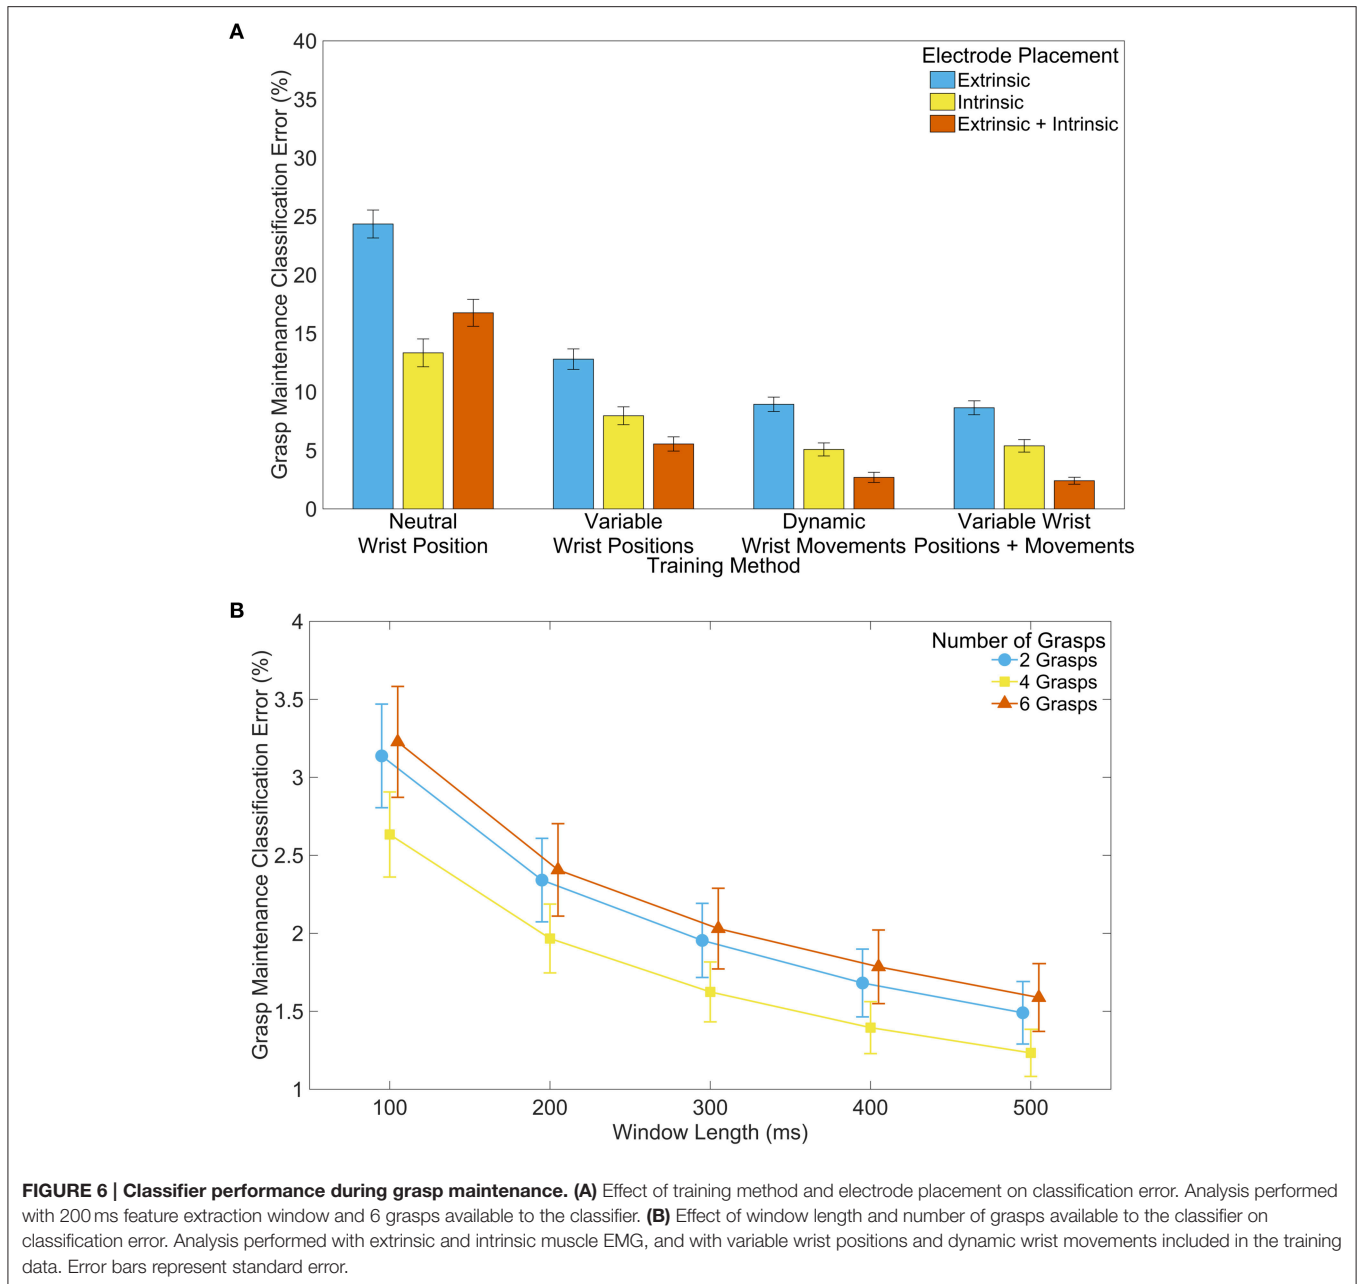 A
40
35
30
25
20
15
10
5
0
Grasp Maintenance Classification Error (%)
Electrode Placement
Extrinsic
Intrinsic
Extrinsic + Intrinsic
Neutral Variable Dynamic Variable Wrist
Wrist Position Wrist Positions Wrist Movements Positions + Movements
Training Method
B
4
3.5
3
2.5
2
1.5
1
Grasp Maintenance Classification Error (%)
Number of Grasps
2 Grasps
4 Grasps
6 Grasps
100 200 300 400 500
Window Length (ms)
FIGURE 6 | Classifier performance during grasp maintenance. (A) Effect of training method and electrode placement on classification error. Analysis performed
with 200 ms feature extraction window and 6 grasps available to the classifier. (B) Effect of window length and number of grasps available to the classifier on
classification error. Analysis performed with extrinsic and intrinsic muscle EMG, and with variable wrist positions and dynamic wrist movements included in the training
data. Error bars represent standard error.